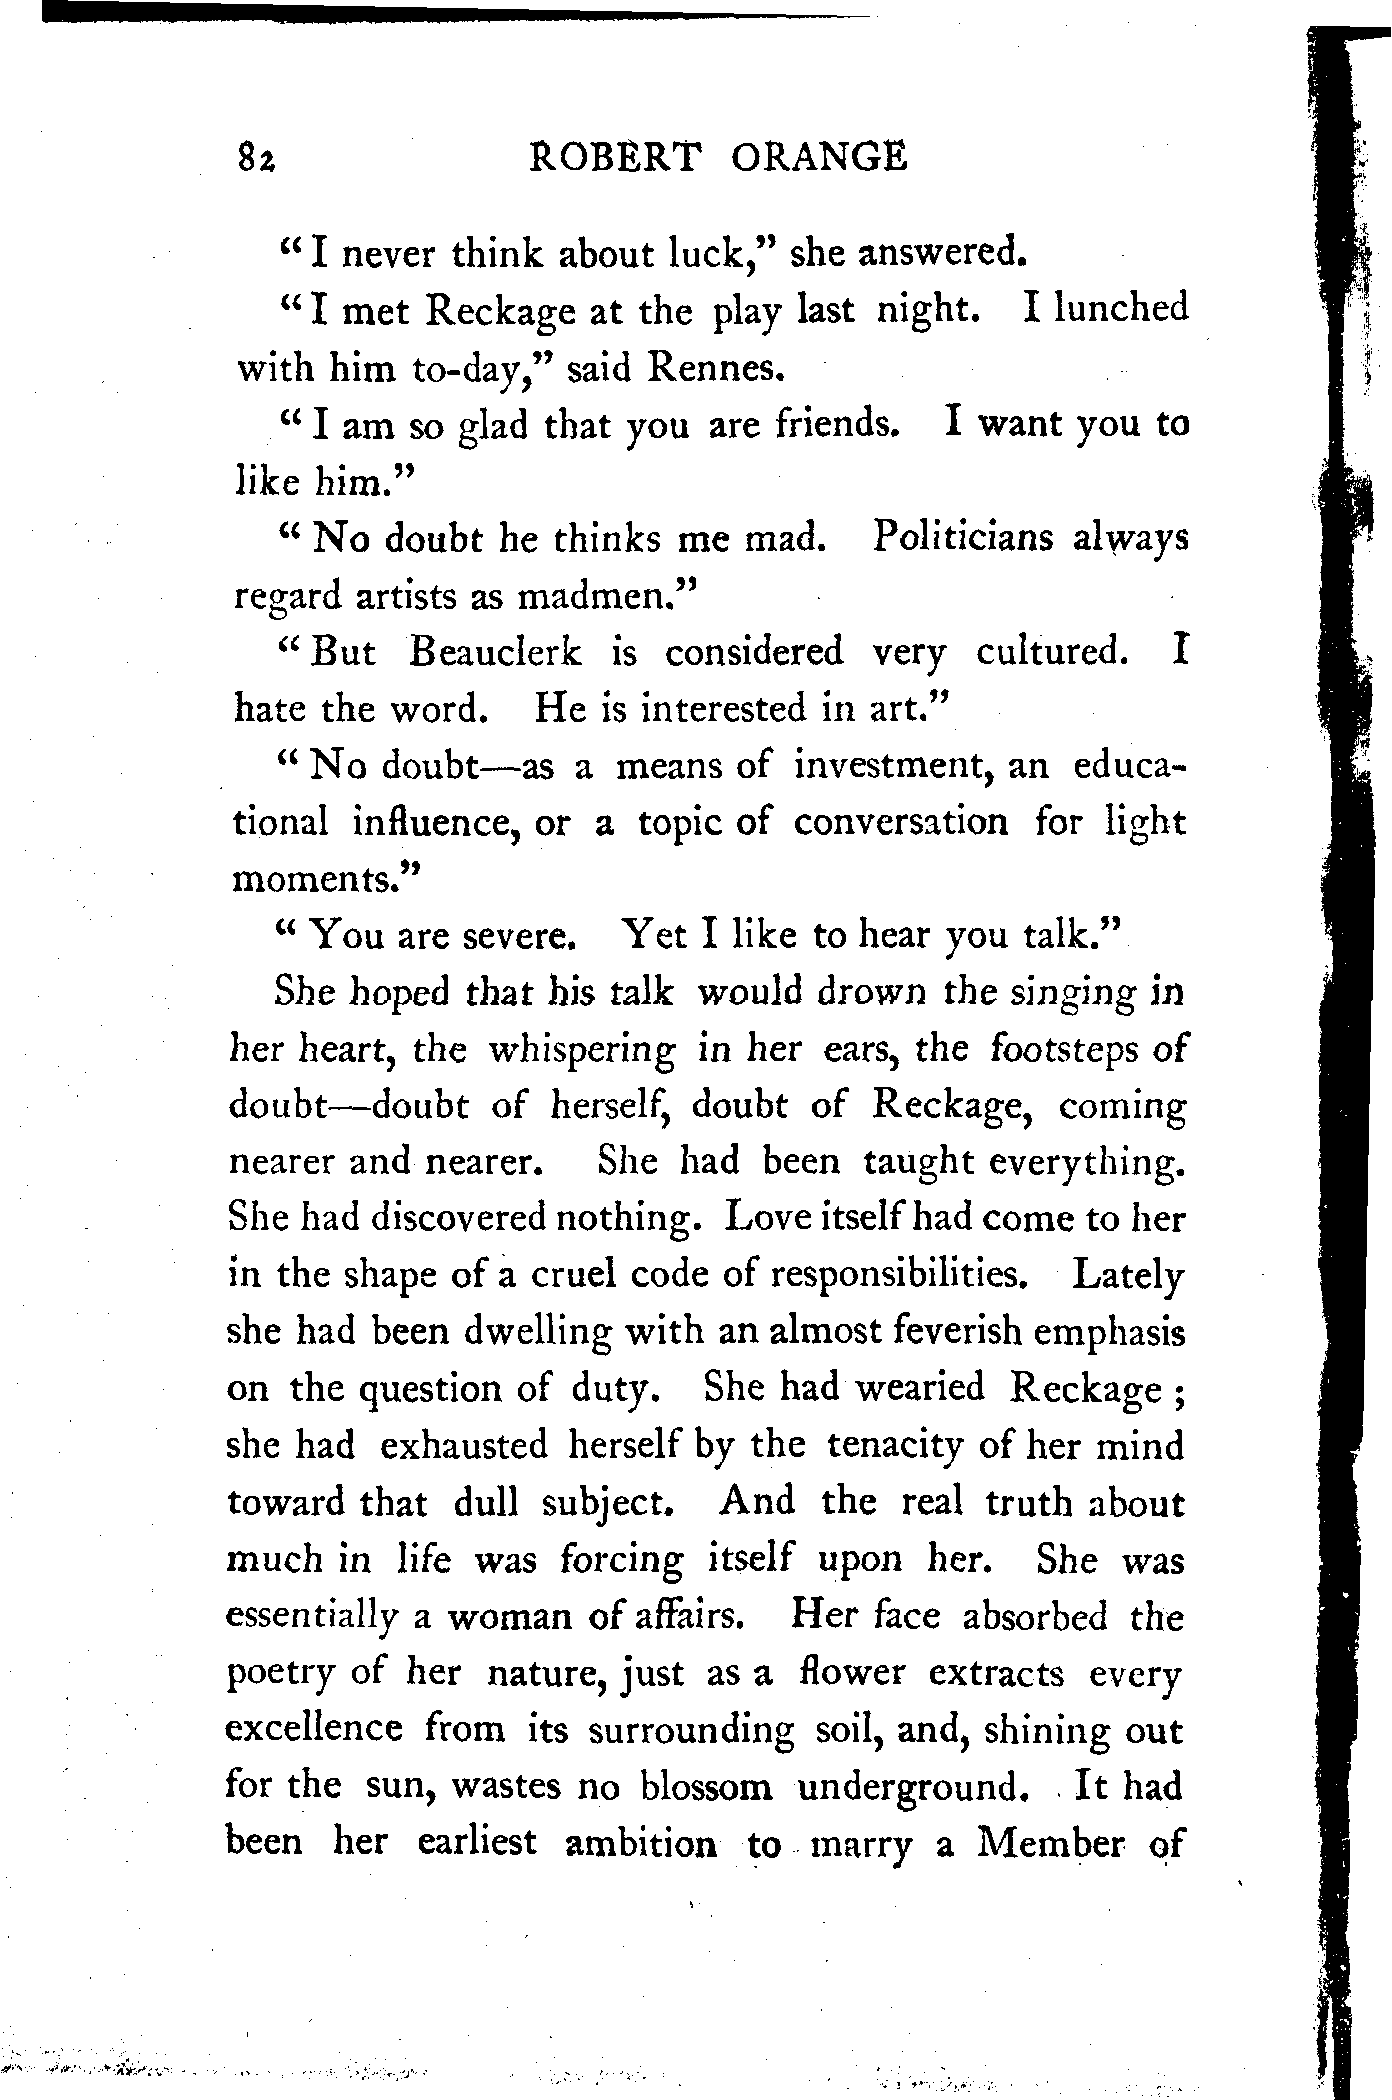 82 ROBERT ORANGE
“I never think about luck,” she answered.
“I met Reckage at the play last night. I lunched
with him to-day,” said Rennes.
“I am so glad that you are friends. I want you to
like him.”
“No doubt he thinks me mad. Politicians always
regard artists as madmen.”
“But Beauclerk is considered very cultured. I
hate the word. He is interested in art.”
“No doubt—as a means of investment, an educa-
tional influence, or a topic of conversation for light
moments.”
“You are severe. Yet I like to hear you talk.”
She hoped that his talk would drown the singing in
her heart, the whispering in her ears, the footsteps of
doubt—doubt of herself, doubt of Reckage, coming
nearer and nearer. She had been taught everything.
She had discovered nothing. Love itself had come to her
in the shape of a cruel code of responsibilities. Lately
she had been dwelling with an almost feverish emphasis
on the question of duty. She had wearied Reckage ;
she had exhausted herself by the tenacity of her mind
toward that dull subject. And the real truth about
much in life was forcing itself upon her. She was
essentially a woman of affairs. Her face absorbed the
poetry of her nature, just as a flower extracts every
excellence from its surrounding soil, and, shining out
for the sun, wastes no blossom underground. It had
been her earliest ambition to marry a Member of